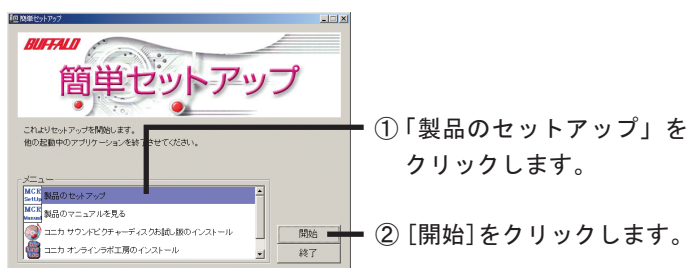 簡単セットアップ
BUFFALO
簡単セットアップ
これよりセットアップを開始します。
他の起動中のアプリケーションを終了させてください。
メニュー
製品のセットアップ
製品のマニュアルを見る
コニカ サウンドピクチャーディスクお試し版のインストール
コニカ オンラインラボ工房のインストール
開始
終了
①「製品のセットアップ」を
クリックします。
②[開始]をクリックします。